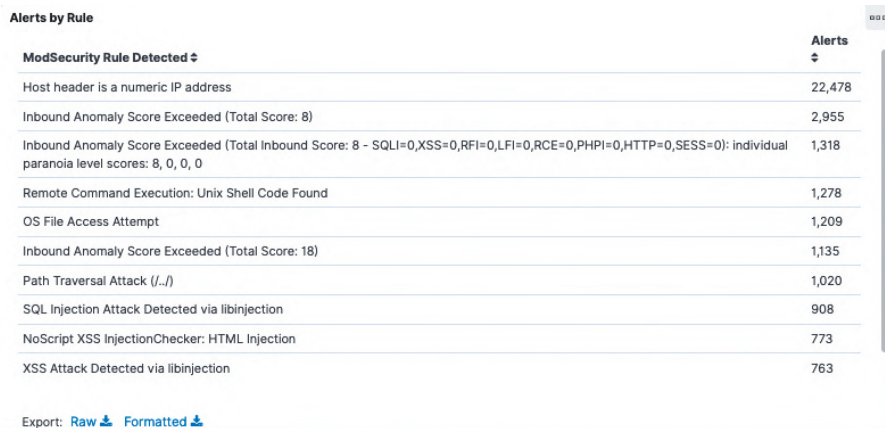 Alerts by Rule
ModSecurity Rule Detected
Alerts
Host header is a numeric IP address 22,478
Inbound Anomaly Score Exceeded (Total Score: 8) 2,955
Inbound Anomaly Score Exceeded (Total Inbound Score: 8 - SQLI=0,XSS=0,RFI=0,LFI=0,RCE=0,PHPI=0,HTTP=0,SESS=0): individual 1,318
paranoia level scores: 8, 0, 0, 0
Remote Command Execution: Unix Shell Code Found 1,278
OS File Access Attempt 1,209
Inbound Anomaly Score Exceeded (Total Score: 18) 1,135
Path Traversal Attack (/../) 1,020
SQL Injection Attack Detected via libinjection 908
NoScript XSS InjectionChecker: HTML Injection 773
XSS Attack Detected via libinjection 763
Export: Raw Formatted